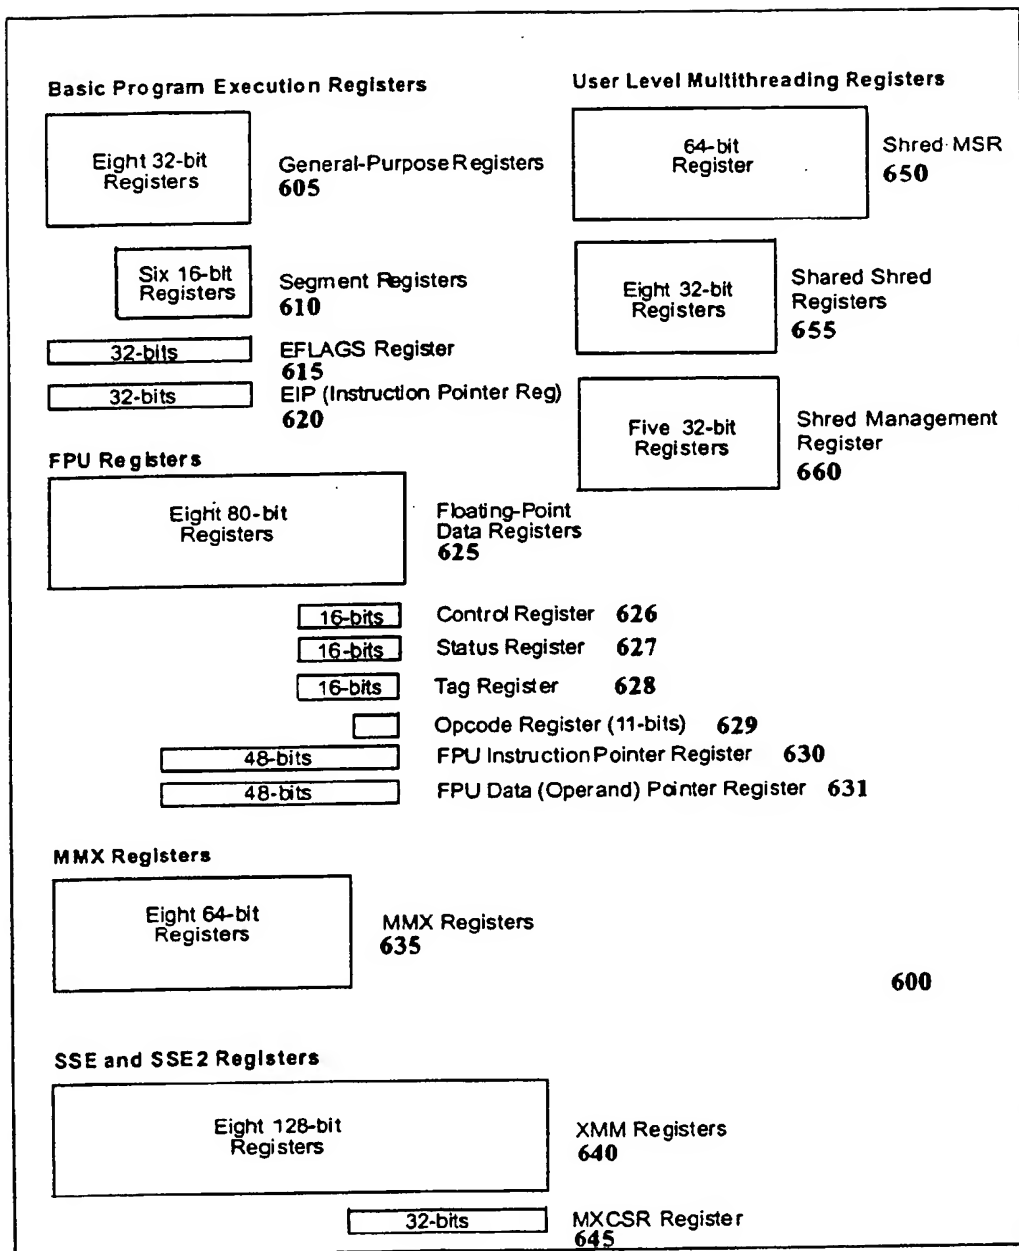 Basic Program Execution Registers
Eight 32-bit
Registers
General-Purpose Registers
605
Six 16-bit
Registers
Segment Registers
610
32-bits
EFLAGS Register
615
32-bits
EIP (Instruction Pointer Reg)
620
User Level Multithreading Registers
64-bit
Register
Shred MSR
650
Eight 32-bit
Registers
Shared Shred
Registers
655
Five 32-bit
Registers
Shred Management
Register
660
FPU Registers
Eight 80-bit
Registers
Floating-Point
Data Registers
625
16-bits
Control Register 626
16-bits
Status Register 627
16-bits
Tag Register 628
Opcode Register (11-bits) 629
48-bits
FPU Instruction Pointer Register 630
48-bits
FPU Data (Operand) Pointer Register 631
MMX Registers
Eight 64-bit
Registers
MMX Registers
635
600
SSE and SSE2 Registers
Eight 128-bit
Registers
XMM Registers
640
32-bits
MXCSR Register
645